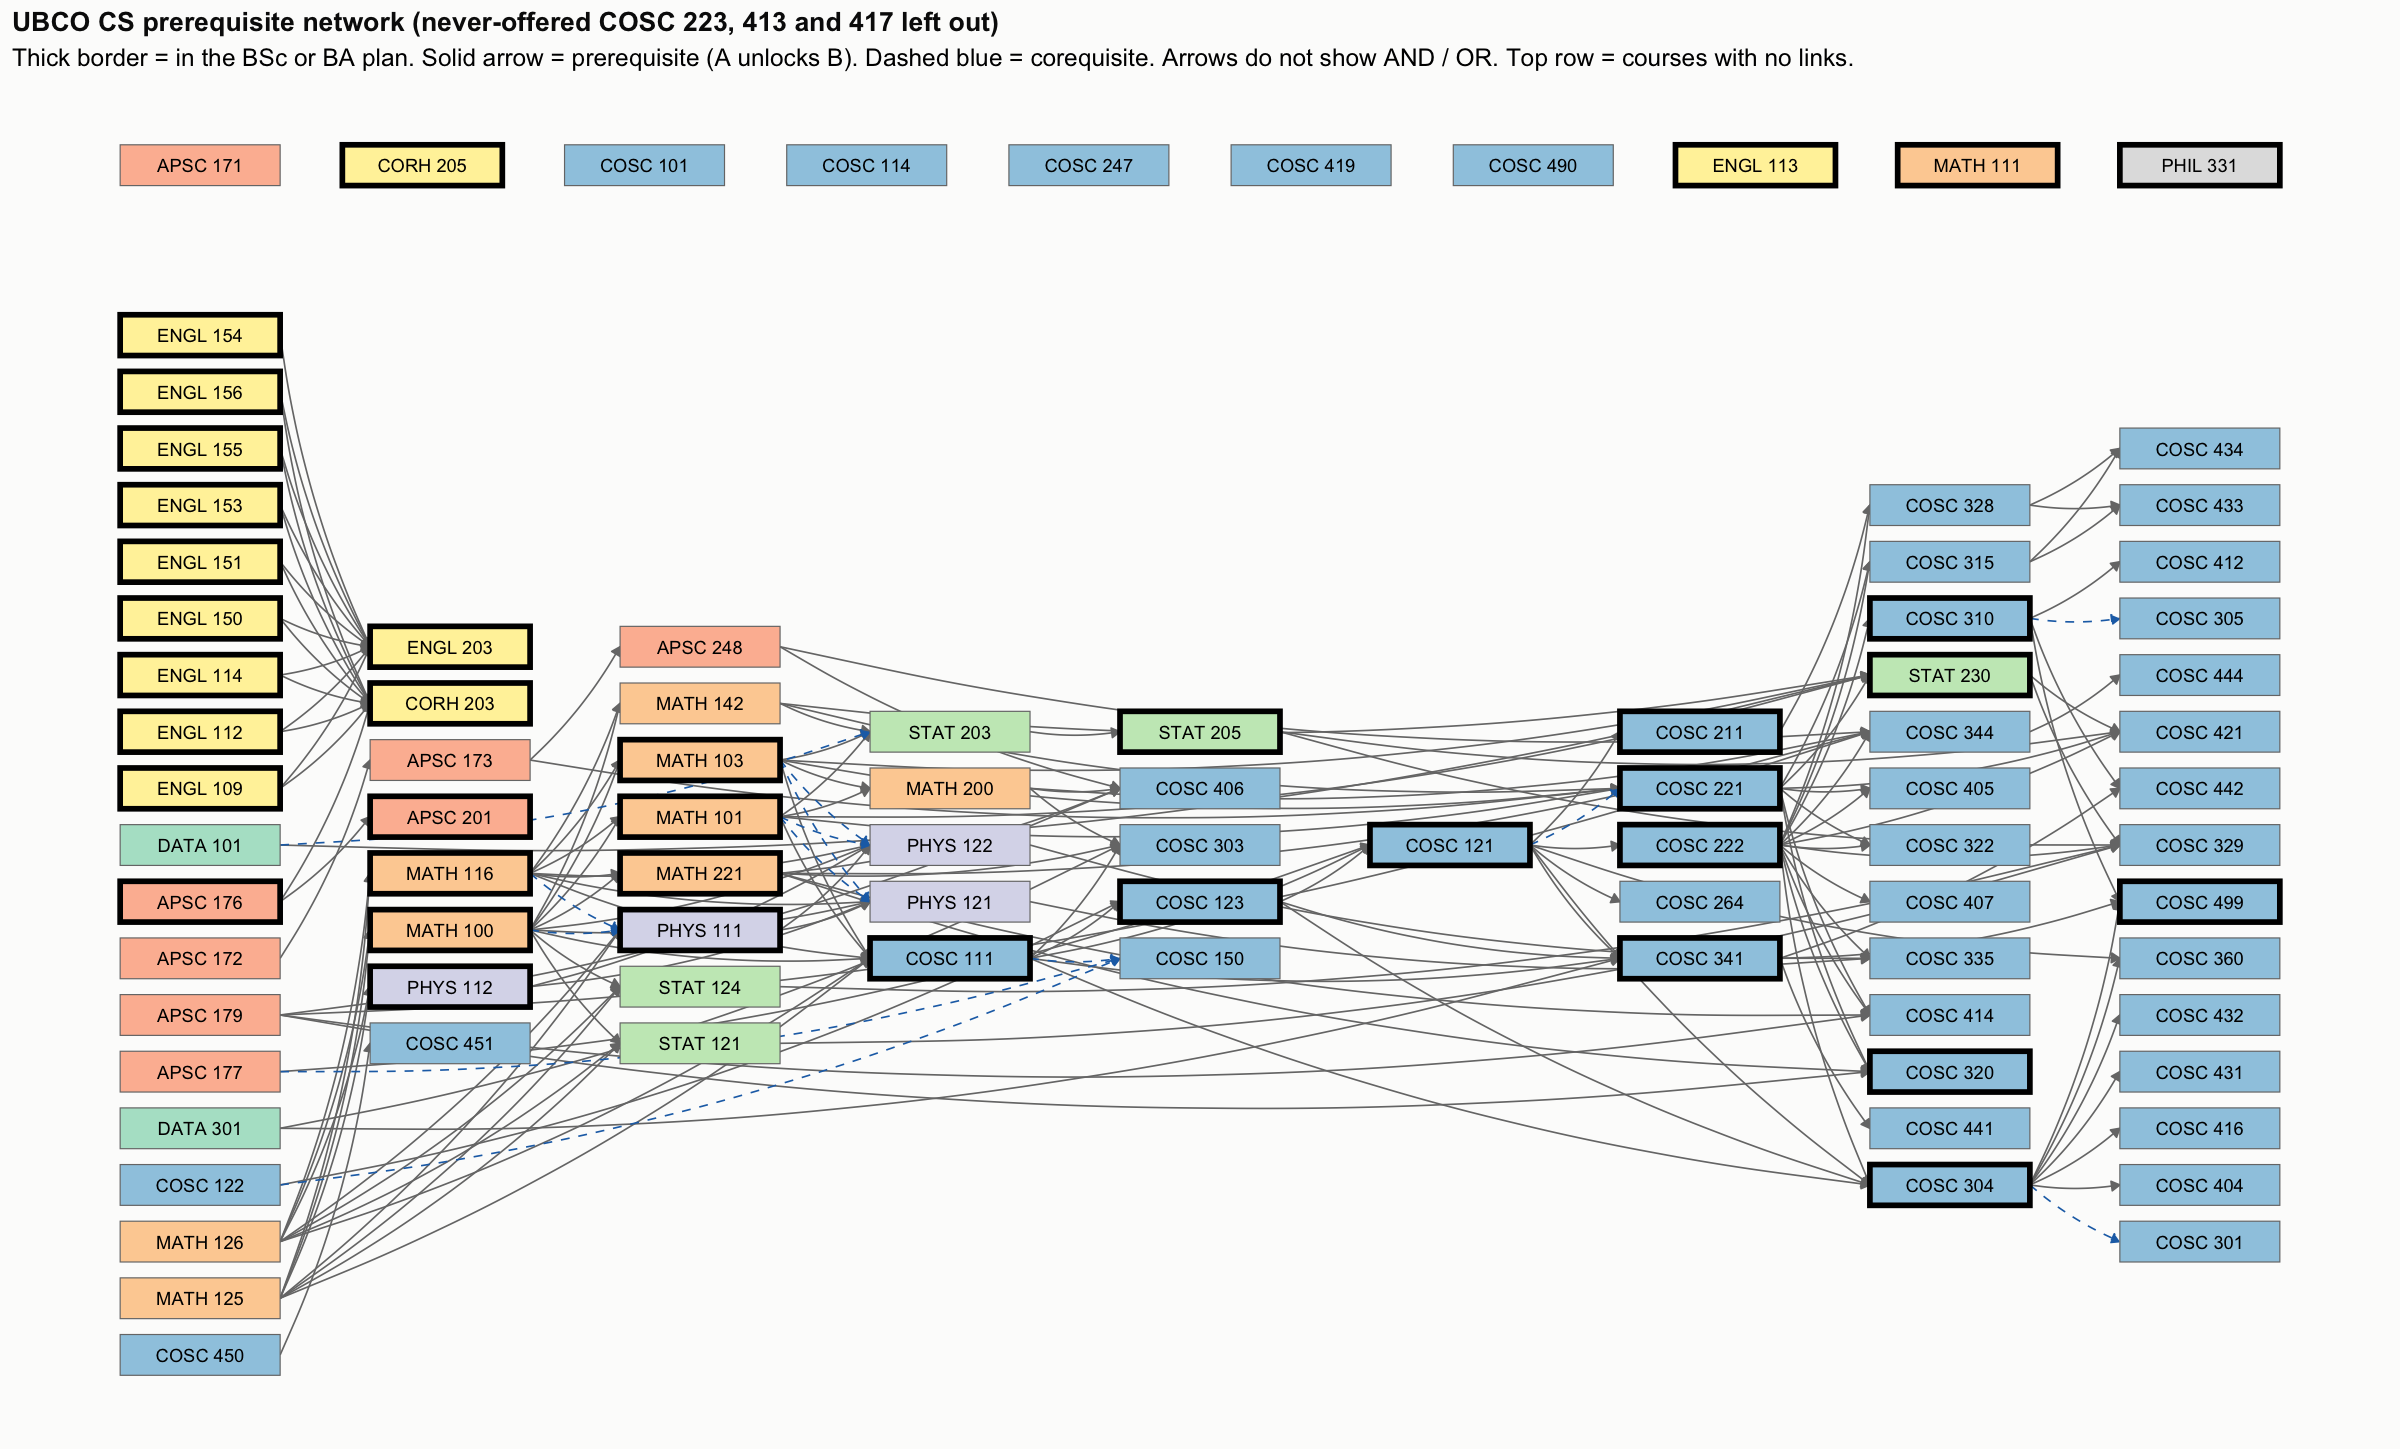 UBCO CS prerequisite network (never-offered COSC 223, 413 and 417 left out)
Thick border = in the BSc or BA plan. Solid arrow = prerequisite (A unlocks B). Dashed blue = corequisite. Arrows do not show AND / OR. Top row = courses with no links.
APSC 171
CORH 205
COSC 101
COSC 114
COSC 247
COSC 419
COSC 490
ENGL 113
MATH 111
PHIL 331
ENGL 154
ENGL 156
ENGL 155
ENGL 153
ENGL 151
ENGL 150
ENGL 114
ENGL 112
ENGL 109
DATA 101
APSC 176
APSC 172
APSC 179
APSC 177
DATA 301
COSC 122
MATH 126
MATH 125
COSC 450
ENGL 203
CORH 203
APSC 173
APSC 201
MATH 116
MATH 100
PHYS 112
COSC 451
APSC 248
MATH 142
MATH 103
MATH 101
MATH 221
PHYS 111
STAT 124
STAT 121
STAT 203
MATH 200
PHYS 122
PHYS 121
COSC 111
STAT 205
COSC 406
COSC 303
COSC 123
COSC 150
COSC 121
COSC 211
COSC 221
COSC 222
COSC 264
COSC 341
COSC 328
COSC 315
COSC 310
STAT 230
COSC 344
COSC 405
COSC 322
COSC 407
COSC 335
COSC 414
COSC 320
COSC 441
COSC 304
COSC 434
COSC 433
COSC 412
COSC 305
COSC 444
COSC 421
COSC 442
COSC 329
COSC 499
COSC 360
COSC 432
COSC 431
COSC 416
COSC 404
COSC 301